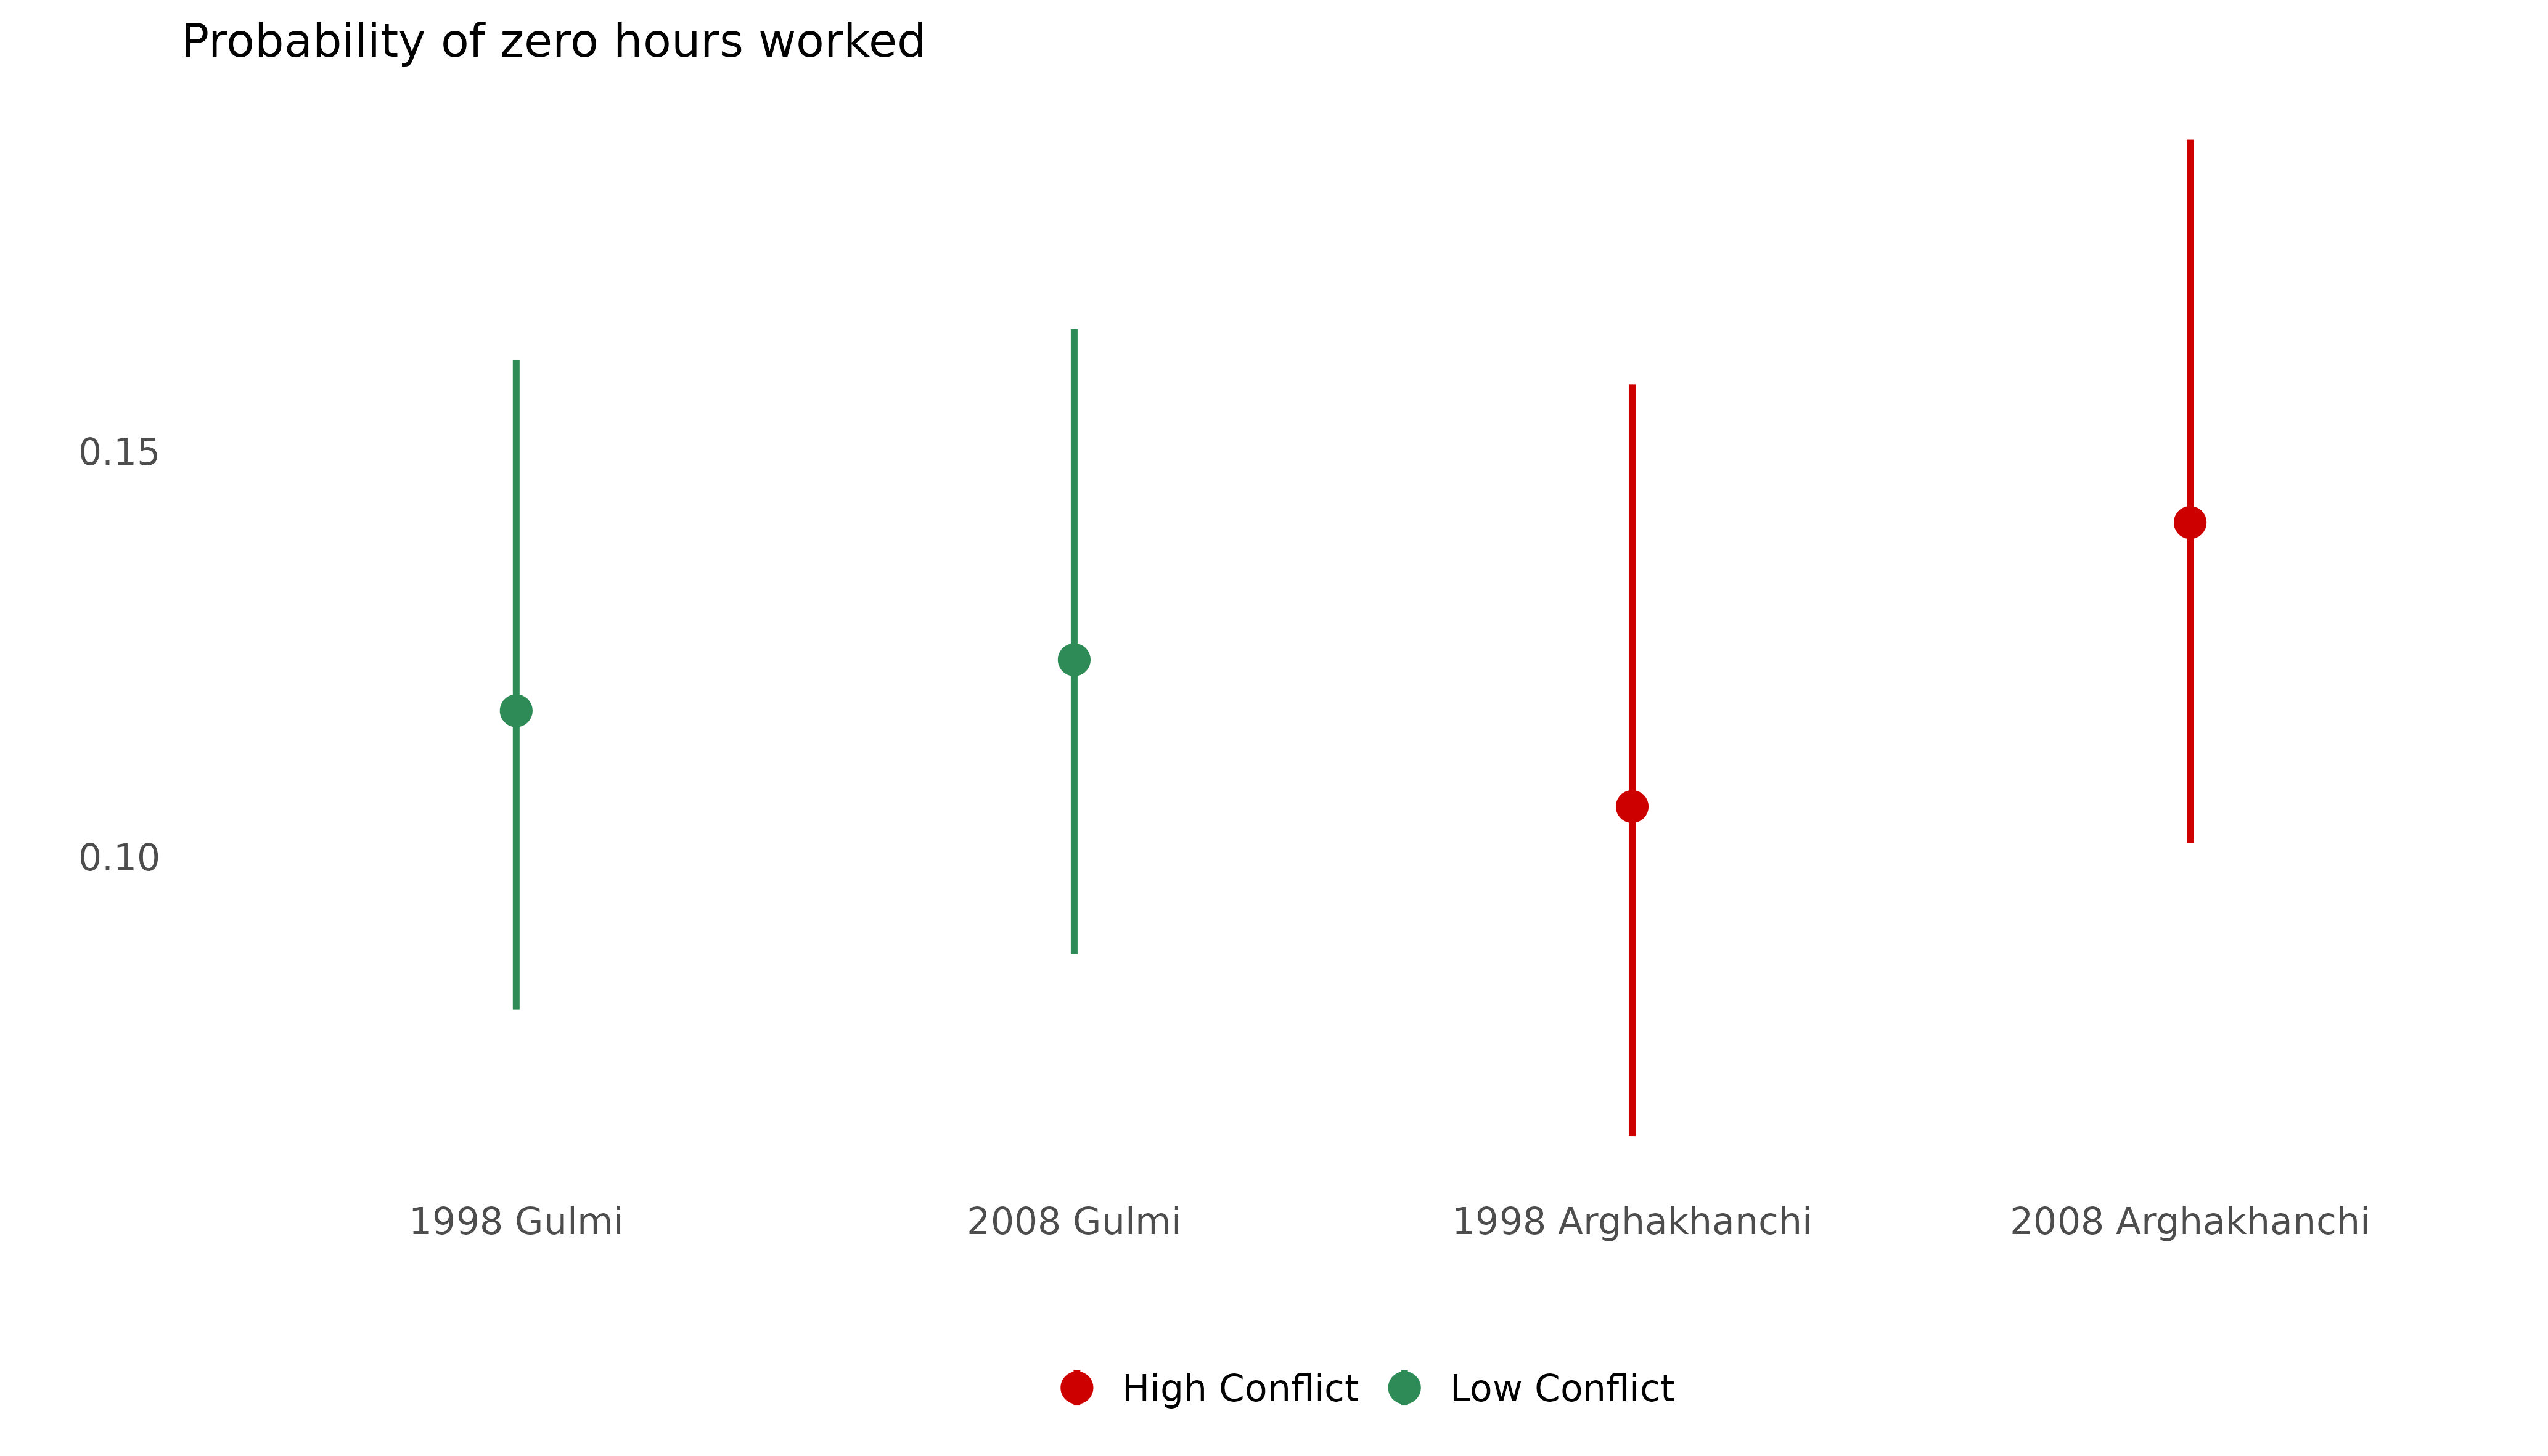 Probability of zero hours worked
0.15
0.10
1998 Gulmi
2008 Gulmi
1998 Arghakhanchi
2008 Arghakhanchi
High Conflict
Low Conflict